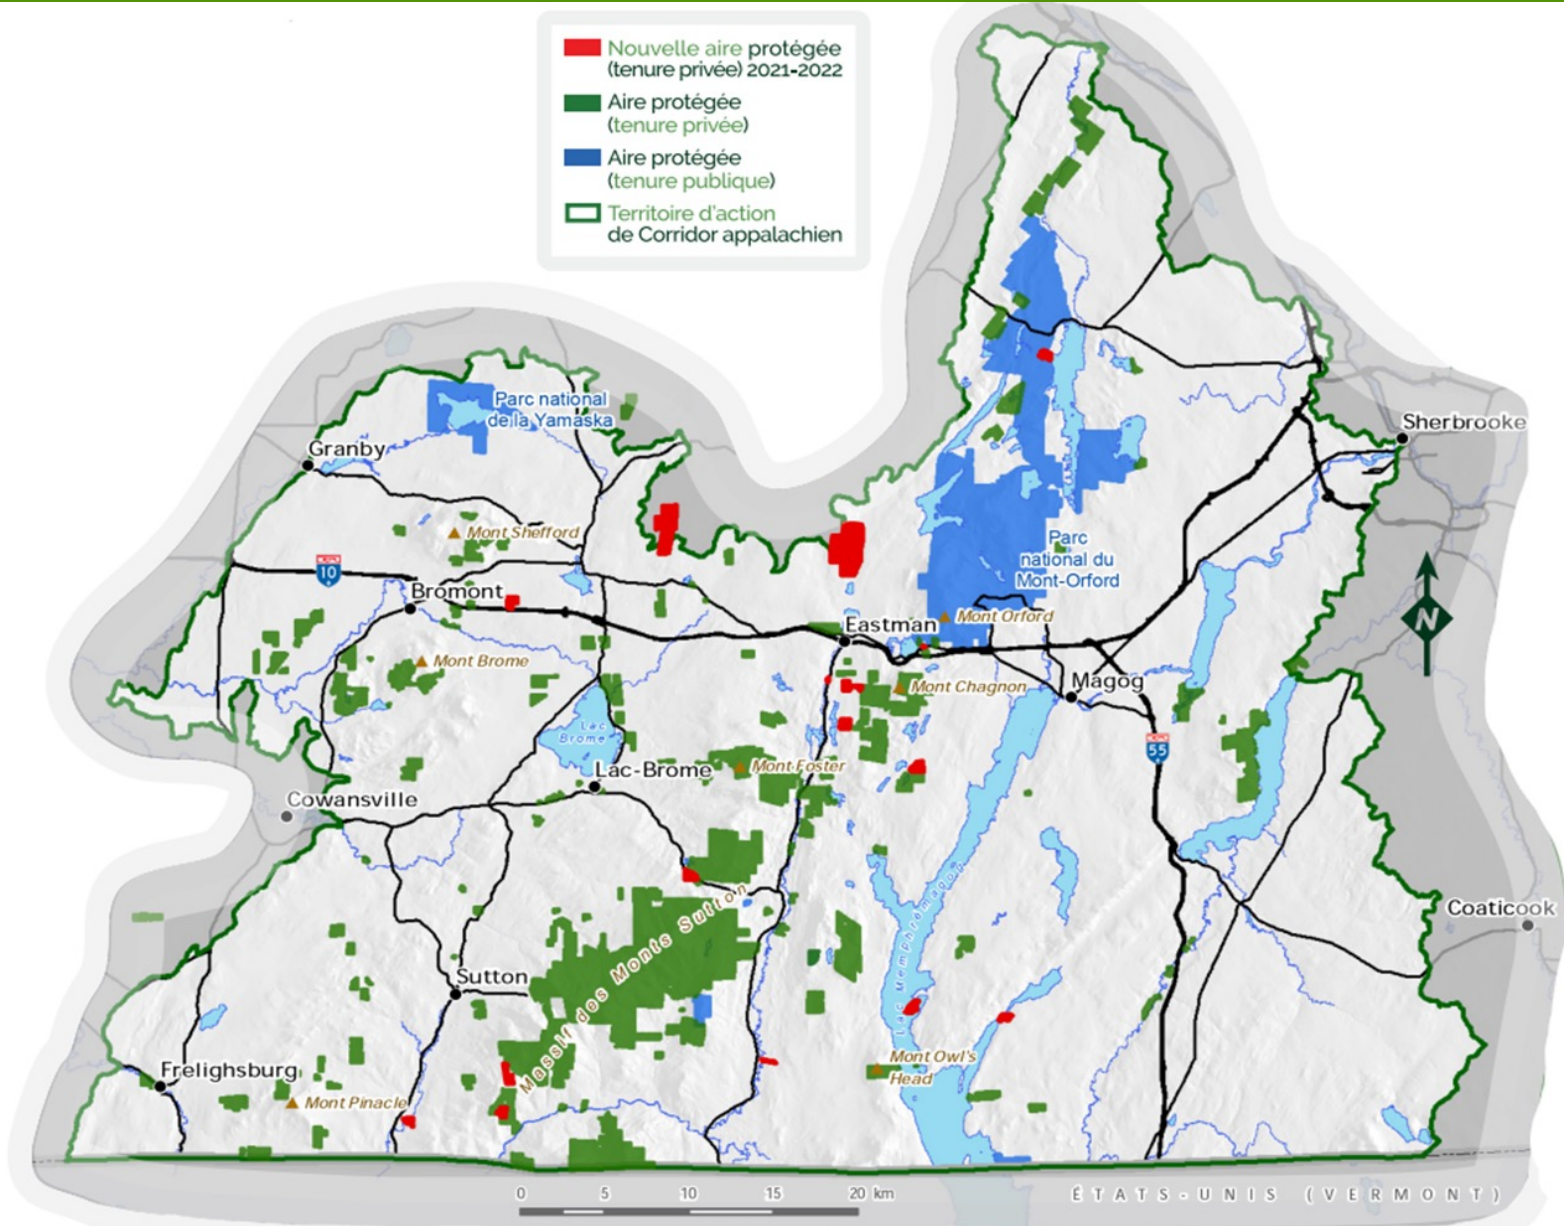 Nouvelle aire protégée
(tenure privée) 2021-2022
Aire protégée
(tenure privée)
Aire protégée
(tenure publique)
Territoire d'action
de Corridor appalachien
Parc national
de la Yamaska
Granby
Sherbrooke
Mont Shefford
10
Bromont
Parc
national du
Mont-Orford
Eastman
Mont Orford
Mont Brome
Mont Chagnon
Magog
Lac
Brome
55
Lac-Brome
Mont Foster
Cowansville
N
Massif des Monts Sutton
Lac Memphrémagog
Coaticook
Sutton
Frelighsburg
Mont Owl's
Head
Mont Pinacle
0 5 10 15 20 km
ÉTATS-UNIS (VERMONT)